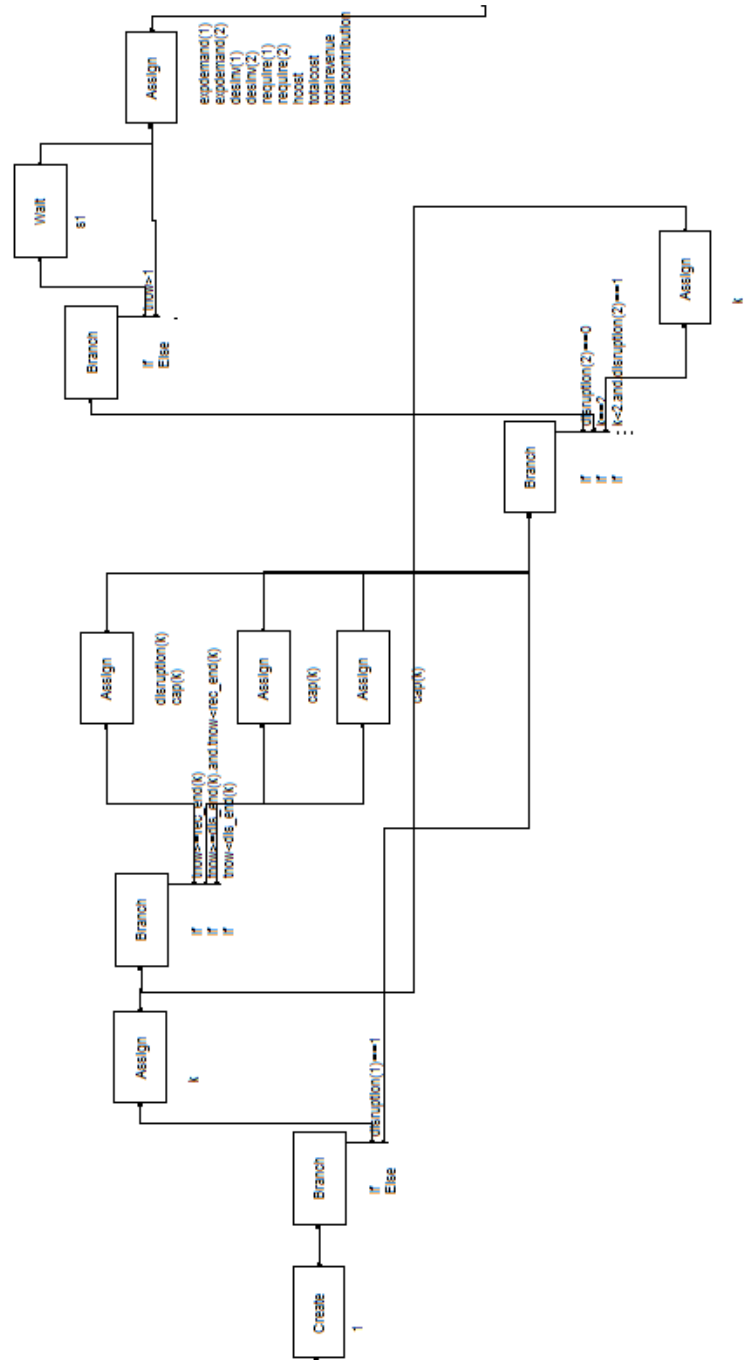 Create
1
Branch
If
Else
disruption(1)==1
Assign
k
Branch
If
If
If
tnow>=rec_end(k)
tnow>=dis_end(k).and.tnow<rec_end(k)
tnow<dis_end(k)
Assign
disruption(k)
cap(k)
Assign
cap(k)
Assign
cap(k)
Branch
If
If
If
disruption(2)==0
k==2
k<2.and.disruption(2)==1
Assign
k
Branch
If
Else
tnow>1
Wait
s1
Assign
expdemand(1)
expdemand(2)
desinv(1)
desinv(2)
require(1)
require(2)
hcost
totalcost
totalrevenue
totalcontribution